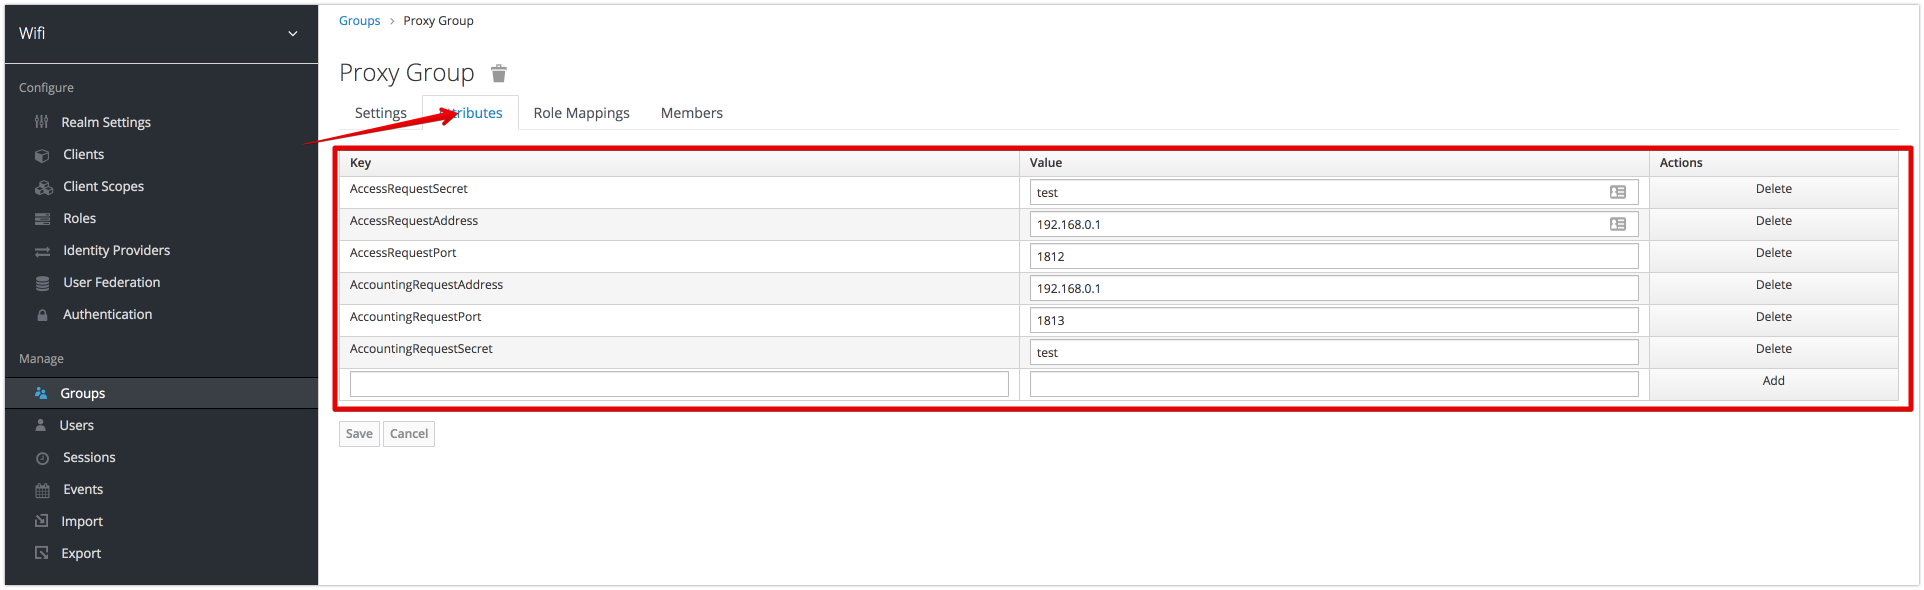 Wifi
Configure
Realm Settings
Clients
Client Scopes
Roles
Identity Providers
User Federation
Authentication
Manage
Groups
Users
Sessions
Events
Import
Export
Groups > Proxy Group
Proxy Group
Settings Role Mappings Members
Key Value Actions
AccessRequestSecret test Delete
AccessRequestAddress 192.168.0.1 Delete
AccessRequestPort 1812 Delete
AccountingRequestAddress 192.168.0.1 Delete
AccountingRequestPort 1813 Delete
AccountingRequestSecret test Delete
Add
Save Cancel